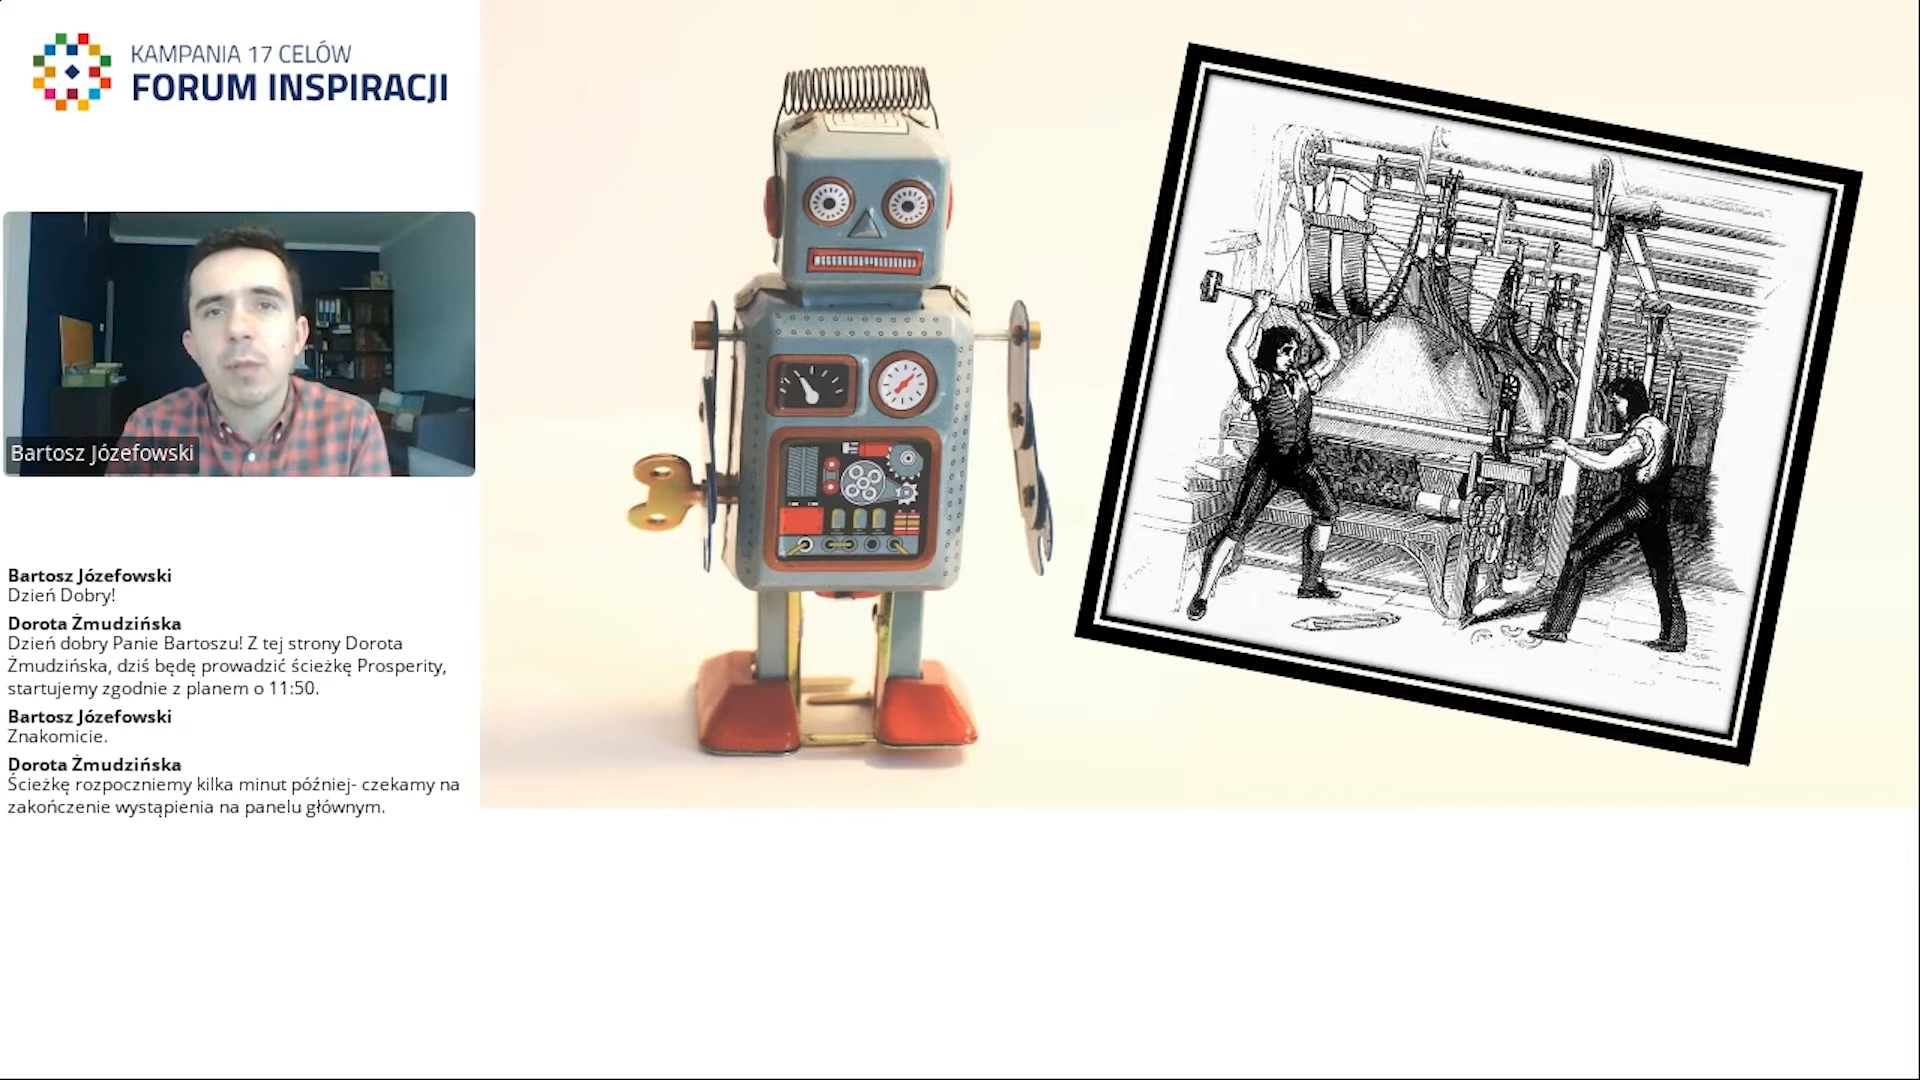 KAMPANIA 17 CELÓW
FORUM INSPIRACJI
Bartosz Józefowski
Bartosz Józefowski
Dzień Dobry!
Dorota Żmudzińska
Dzień dobry Panie Bartoszu! Z tej strony Dorota
Żmudzińska, dziś będę prowadzić ścieżkę Prosperity,
startujemy zgodnie z planem o 11:50.
Bartosz Józefowski
Znakomicie.
Dorota Żmudzińska
Ścieżkę rozpoczniemy kilka minut później- czekamy na
zakończenie wystąpienia na panelu głównym.